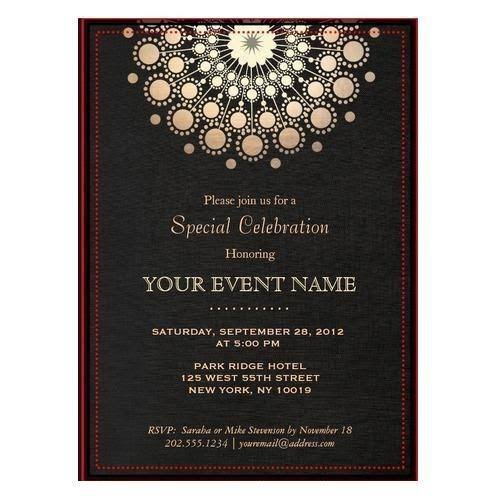 Please join us for a
Special Celebration
Honoring
YOUR EVENT NAME
SATURDAY, SEPTEMBER 28, 2012
AT 5:00 PM
PARK RIDGE HOTEL
125 WEST 55TH STREET
NEW YORK, NY 10019
RSVP: Saraha or Mike Stevenson by November 18
202.555.1234 | youremail@address.com